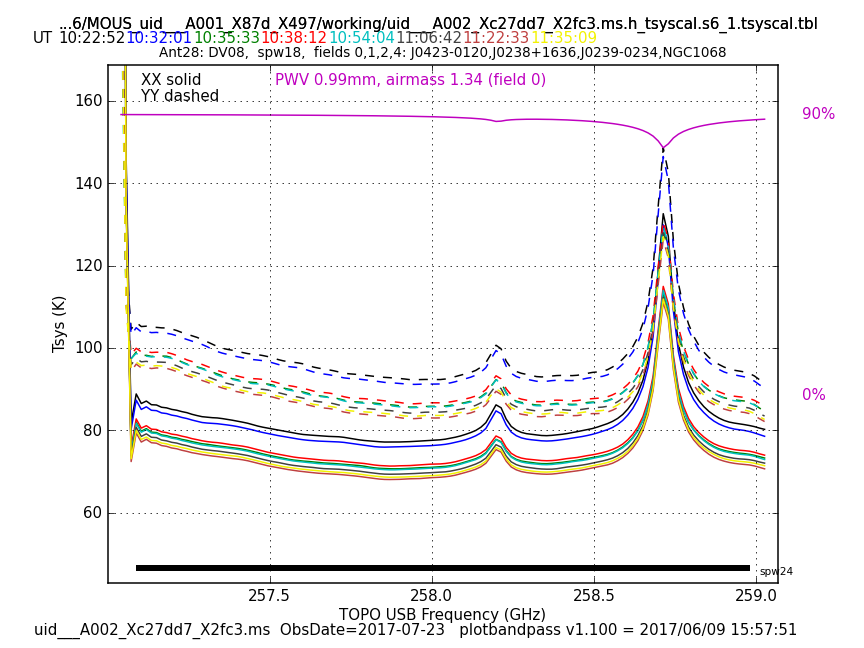 ...6/MOUS_uid___A001_X87d_X497/working/uid___A002_Xc27dd7_X2fc3.ms.h_tsyscal.s6_1.tsyscal.tbl
UT 10:22:52 10:32:01 10:35:33 10:38:12 10:54:04 11:06:42 11:22:33 11:35:09
Ant28: DV08, spw18, fields 0,1,2,4: J0423-0120,J0238+1636,J0239-0234,NGC1068
XX solid
PWV 0.99mm, airmass 1.34 (field 0)
YY dashed
160
140
120
100
80
60
Tsys (K)
90%
0%
spw24
257.5 258.0 258.5 259.0
TOPO USB Frequency (GHz)
uid___A002_Xc27dd7_X2fc3.ms ObsDate=2017-07-23 plotbandpass v1.100 = 2017/06/09 15:57:51